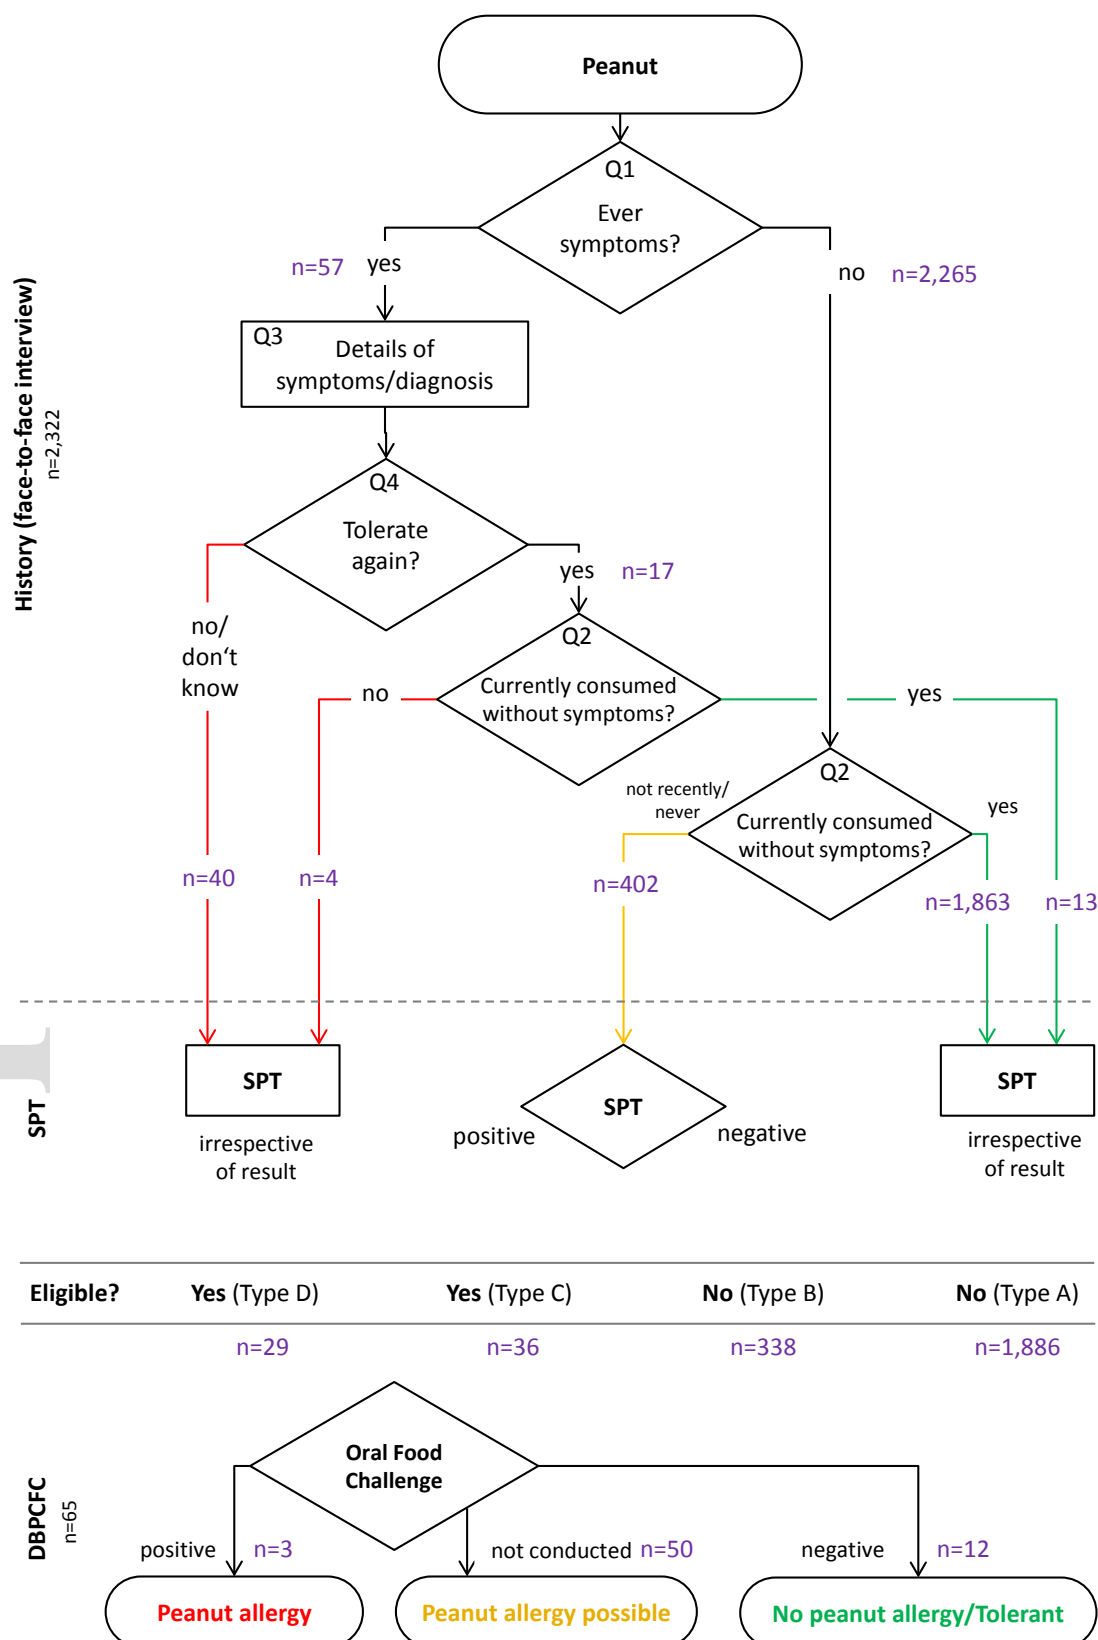 Peanut
Q1
Ever
symptoms?
n=57 yes
no n=2,265
History (face-to-face interview)
n=2,322
Q3
Details of
symptoms/diagnosis
Q4
Tolerate
again?
yes n=17
no/
don't
know
Q2
Currently consumed
without symptoms?
no
yes
Q2
Currently consumed
without symptoms?
not recently/
never
yes
n=40
n=4
n=402
n=1,863
n=13
SPT
SPT
irrespective
of result
SPT
positive
negative
SPT
irrespective
of result
Eligible? Yes (Type D) Yes (Type C) No (Type B) No (Type A)
n=29 n=36 n=338 n=1,886
DBPCFC
n=65
Oral Food
Challenge
positive n=3
not conducted n=50
negative n=12
Peanut allergy
Peanut allergy possible
No peanut allergy/Tolerant